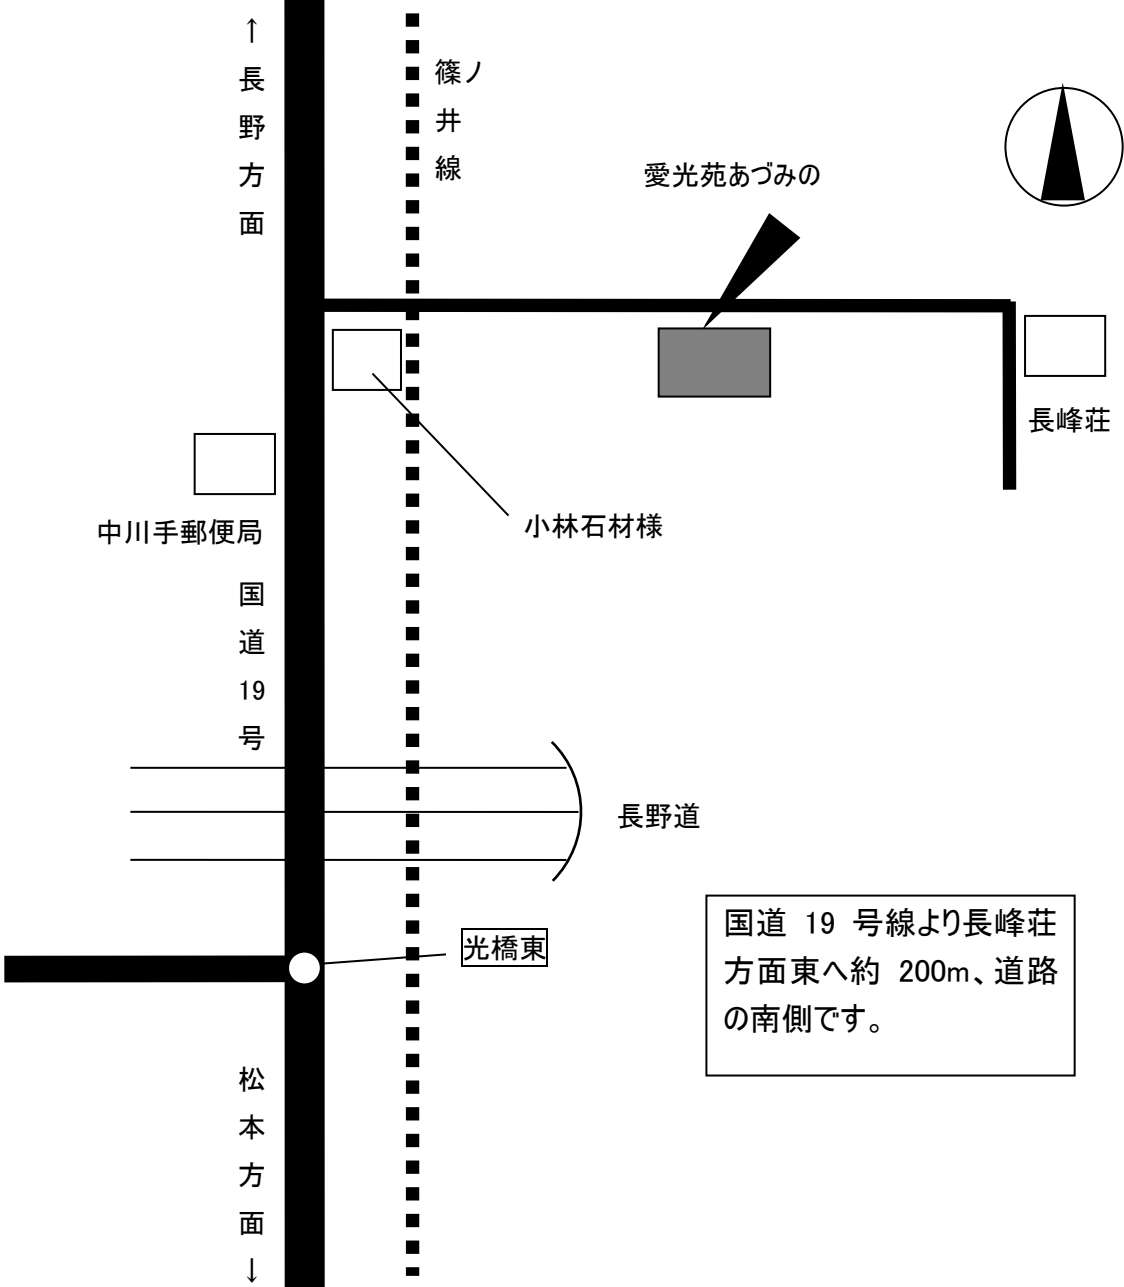 ↑長野方面
篠ノ井線
愛光苑あづみの
長峰荘
中川手郵便局
小林石材様
国道19号
長野道
光橋東
国道 19 号線より長峰荘
方面東へ約 200m、道路
の南側です。
松本方面↓